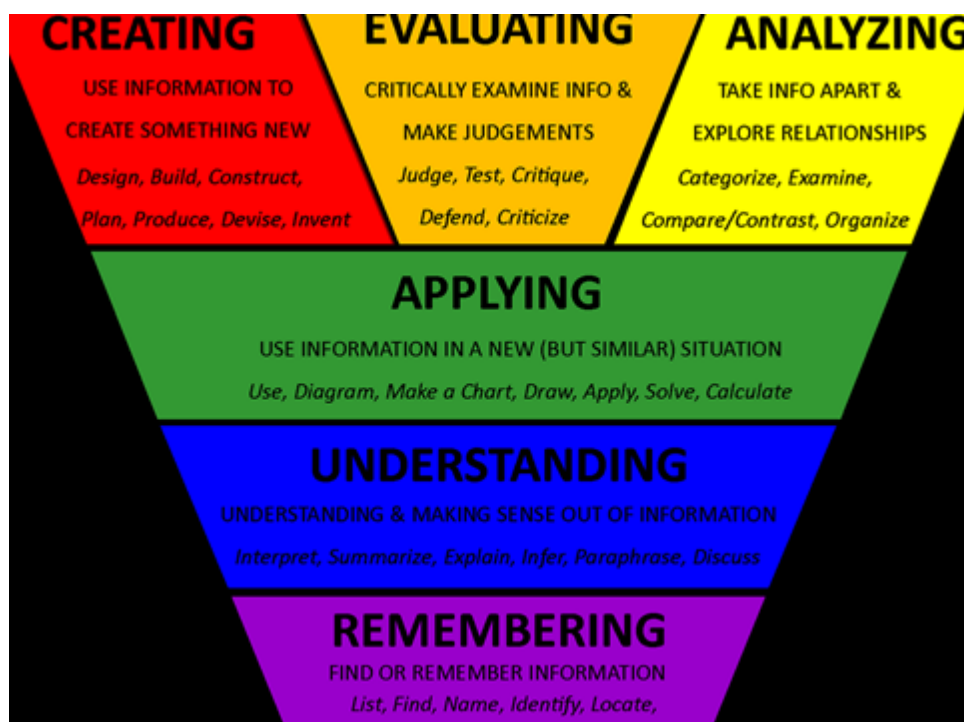 CREATING
USE INFORMATION TO
CREATE SOMETHING NEW
Design, Build, Construct,
Plan, Produce, Devise, Invent
EVALUATING
CRITICALLY EXAMINE INFO &
MAKE JUDGEMENTS
Judge, Test, Critique,
Defend, Criticize
ANALYZING
TAKE INFO APART &
EXPLORE RELATIONSHIPS
Categorize, Examine,
Compare/Contrast, Organize
APPLYING
USE INFORMATION IN A NEW (BUT SIMILAR) SITUATION
Use, Diagram, Make a Chart, Draw, Apply, Solve, Calculate
UNDERSTANDING
UNDERSTANDING & MAKING SENSE OUT OF INFORMATION
Interpret, Summarize, Explain, Infer, Paraphrase, Discuss
REMEMBERING
FIND OR REMEMBER INFORMATION
List, Find, Name, Identify, Locate,